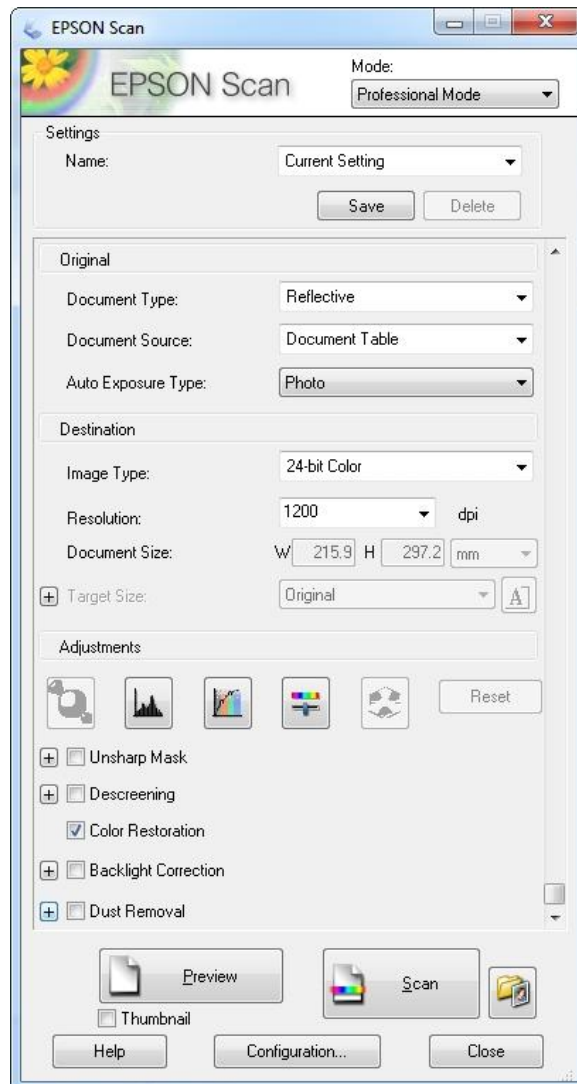 EPSON Scan
EPSON Scan
Mode:
Professional Mode
Settings
Name: Current Setting
Save Delete
Original
Document Type: Reflective
Document Source: Document Table
Auto Exposure Type: Photo
Destination
Image Type: 24-bit Color
Resolution: 1200 dpi
Document Size: W 215.9 H 297.2 mm
Target Size: Original A
Adjustments
Reset
Unsharp Mask
Descreening
Color Restoration
Backlight Correction
Dust Removal
Preview Scan
Thumbnail
Help Configuration... Close